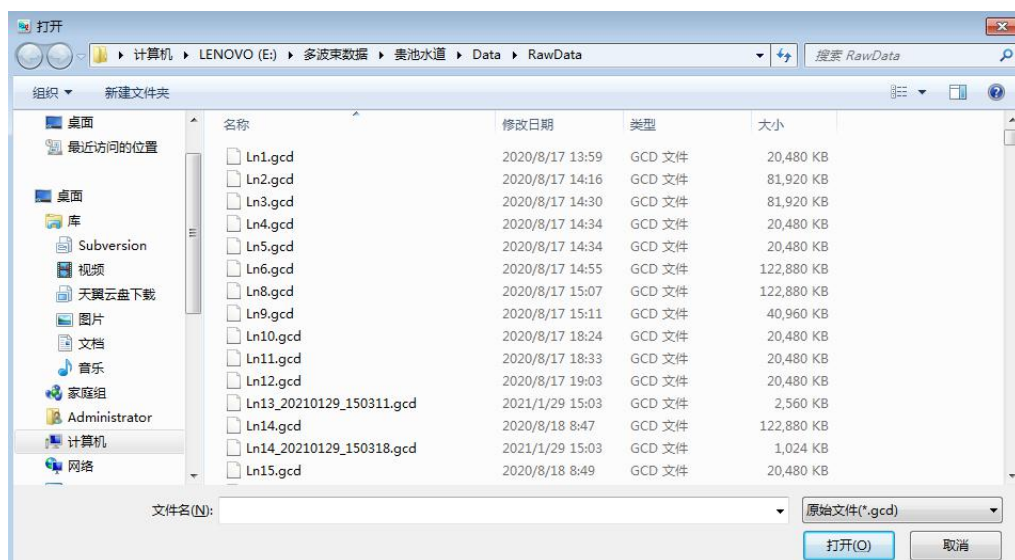 打开
计算机 LENOVO (E:) 多波束数据 贵池水道 Data RawData 搜索 RawData
组织 新建文件夹
桌面
最近访问的位置
桌面
库
Subversion
视频
天翼云盘下载
图片
文档
音乐
家庭组
Administrator
计算机
网络
名称 修改日期 类型 大小
Ln1.gcd 2020/8/17 13:59 GCD 文件 20,480 KB
Ln2.gcd 2020/8/17 14:16 GCD 文件 81,920 KB
Ln3.gcd 2020/8/17 14:30 GCD 文件 81,920 KB
Ln4.gcd 2020/8/17 14:34 GCD 文件 20,480 KB
Ln5.gcd 2020/8/17 14:34 GCD 文件 20,480 KB
Ln6.gcd 2020/8/17 14:55 GCD 文件 122,880 KB
Ln8.gcd 2020/8/17 15:07 GCD 文件 122,880 KB
Ln9.gcd 2020/8/17 15:11 GCD 文件 40,960 KB
Ln10.gcd 2020/8/17 18:24 GCD 文件 20,480 KB
Ln11.gcd 2020/8/17 18:33 GCD 文件 20,480 KB
Ln12.gcd 2020/8/17 19:03 GCD 文件 20,480 KB
Ln13_20210129_150311.gcd 2021/1/29 15:03 GCD 文件 2,560 KB
Ln14.gcd 2020/8/18 8:47 GCD 文件 122,880 KB
Ln14_20210129_150318.gcd 2021/1/29 15:03 GCD 文件 1,024 KB
Ln15.gcd 2020/8/18 8:49 GCD 文件 20,480 KB
文件名(N): 原始文件(*.gcd)
打开(O) 取消